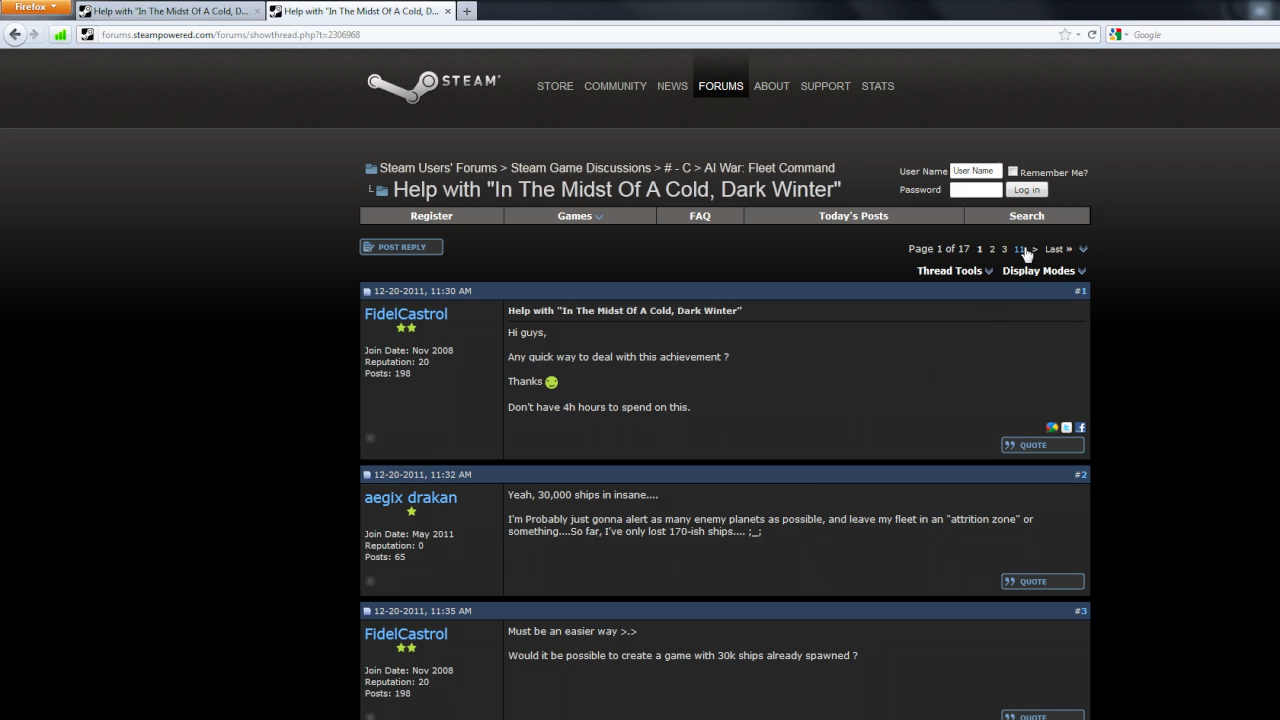 Firefox
Help with "In The Midst Of A Cold, D...
Help with "In The Midst Of A Cold, D...
forums.steampowered.com/forums/showthread.php?t=2306968
Google
STEAM
STORE COMMUNITY NEWS FORUMS ABOUT SUPPORT STATS
Steam Users' Forums > Steam Game Discussions > # - C > AI War: Fleet Command
Help with "In The Midst Of A Cold, Dark Winter"
User Name User Name Remember Me?
Password Log in
Register Games FAQ Today's Posts Search
POST REPLY
Page 1 of 17 1 2 3 11 > Last »
Thread Tools Display Modes
12-20-2011, 11:30 AM #1
FidelCastrol
Join Date: Nov 2008
Reputation: 20
Posts: 198
Help with "In The Midst Of A Cold, Dark Winter"
Hi guys,
Any quick way to deal with this achievement ?
Thanks
Don't have 4h hours to spend on this.
QUOTE
12-20-2011, 11:32 AM #2
aegix drakan
Join Date: May 2011
Reputation: 0
Posts: 65
Yeah, 30,000 ships in insane....
I'm Probably just gonna alert as many enemy planets as possible, and leave my fleet in an "attrition zone" or
something....So far, I've only lost 170-ish ships.... ;_;
QUOTE
12-20-2011, 11:35 AM #3
FidelCastrol
Join Date: Nov 2008
Reputation: 20
Posts: 198
Must be an easier way >.>
Would it be possible to create a game with 30k ships already spawned ?
QUOTE